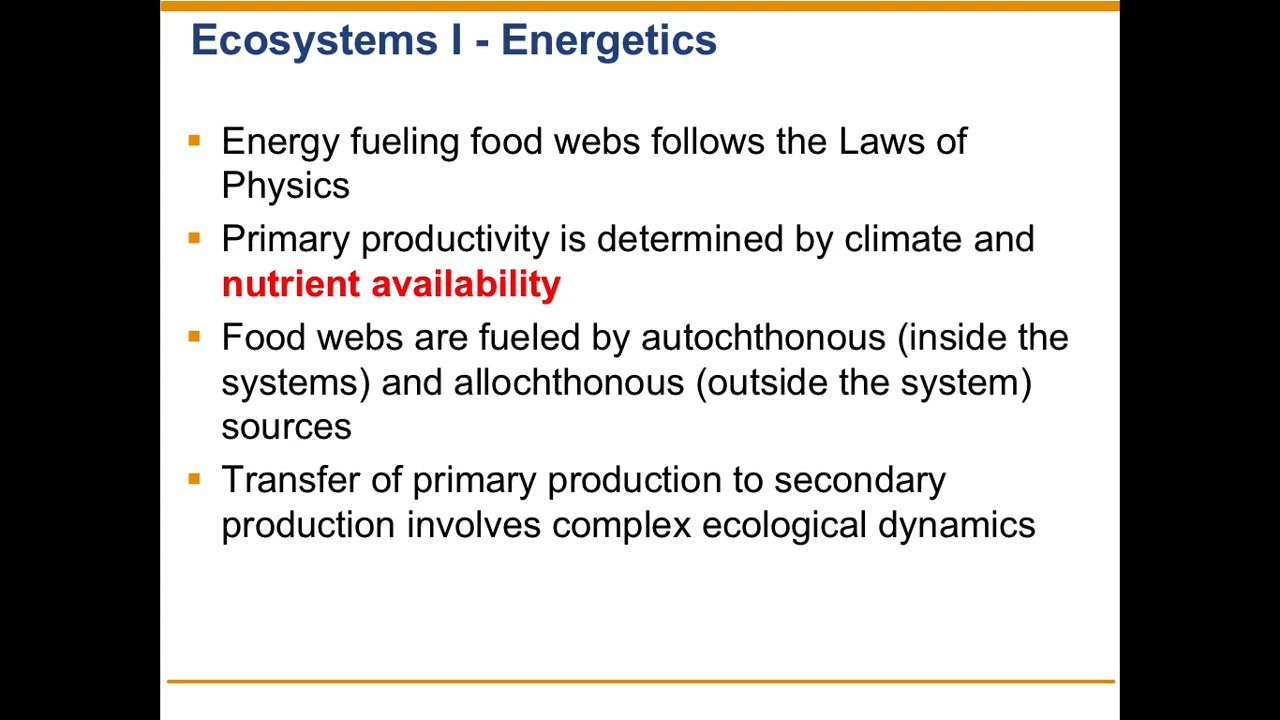 Ecosystems I - Energetics
▪ Energy fueling food webs follows the Laws of
Physics
▪ Primary productivity is determined by climate and
nutrient availability
▪ Food webs are fueled by autochthonous (inside the
systems) and allochthonous (outside the system)
sources
▪ Transfer of primary production to secondary
production involves complex ecological dynamics